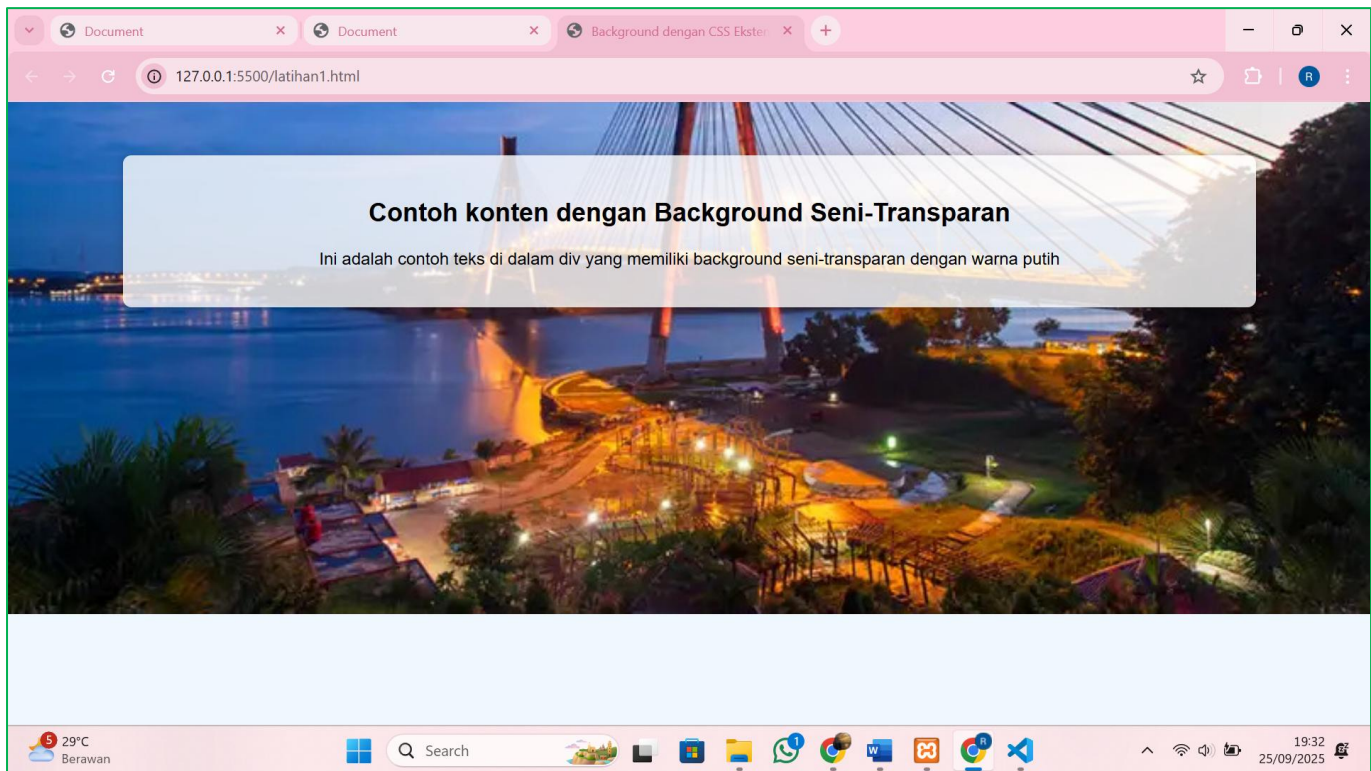 Document
Document
Background dengan CSS Ekster
127.0.0.1:5500/latihan1.html
R
Contoh konten dengan Background Seni-Transparan
Ini adalah contoh teks di dalam div yang memiliki background seni-transparan dengan warna putih
5
29°C
Berawan
Search
1
R
19:32
25/09/2025